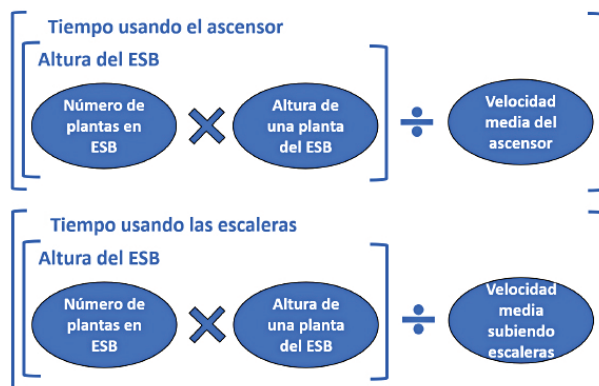 Tiempo usando el ascensor
Altura del ESB
Número de
plantas en
ESB
×
Altura de
una planta
del ESB
÷
Velocidad
media del
ascensor
Tiempo usando las escaleras
Altura del ESB
Número de
plantas en
ESB
×
Altura de
una planta
del ESB
÷
Velocidad
media
subiendo
escaleras